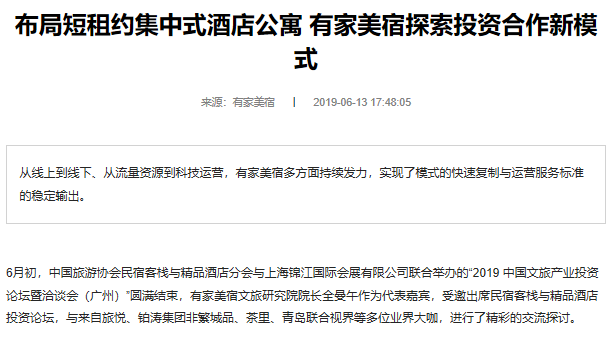 布局短租约集中式酒店公寓 有家美宿探索投资合作新模
式
来源：有家美宿 | 2019-06-13 17:48:05
从线上到线下、从流量资源到科技运营，有家美宿多方面持续发力，实现了模式的快速复制与运营服务标准
的稳定输出。
6月初，中国旅游协会民宿客栈与精品酒店分会与上海锦江国际会展有限公司联合举办的“2019 中国文旅产业投资
论坛暨洽谈会（广州）”圆满结束，有家美宿文旅研究院院长全曼午作为代表嘉宾，受邀出席民宿客栈与精品酒店
投资论坛，与来自旅悦、铂涛集团非繁城品、茶里、青岛联合视界等多位业界大咖，进行了精彩的交流探讨。